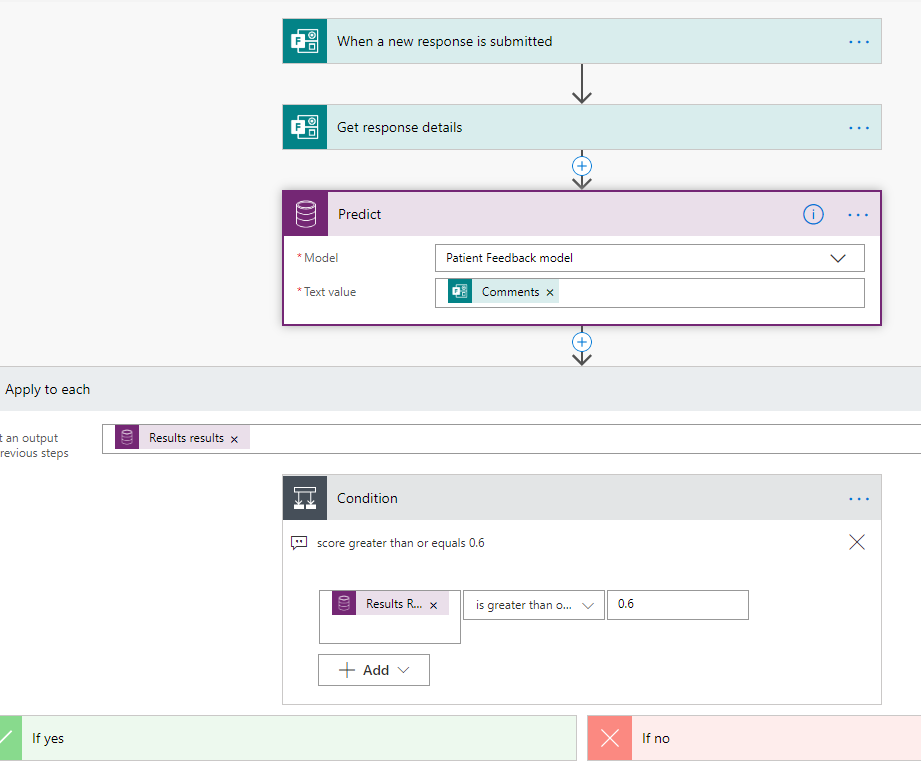 When a new response is submitted
Get response details
Predict
* Model
Patient Feedback model
* Text value
Comments
Apply to each
t an output
revious steps
Results results
Condition
score greater than or equals 0.6
Results R...
is greater than o...
0.6
Add
If yes
If no